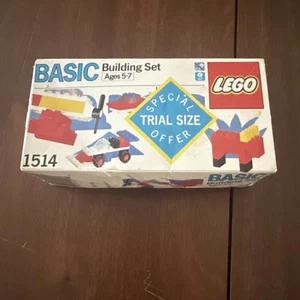 BASIC Building Set
Ages 5-7
LEGO
SPECIAL
TRIAL SIZE
OFFER
1514
BASIC